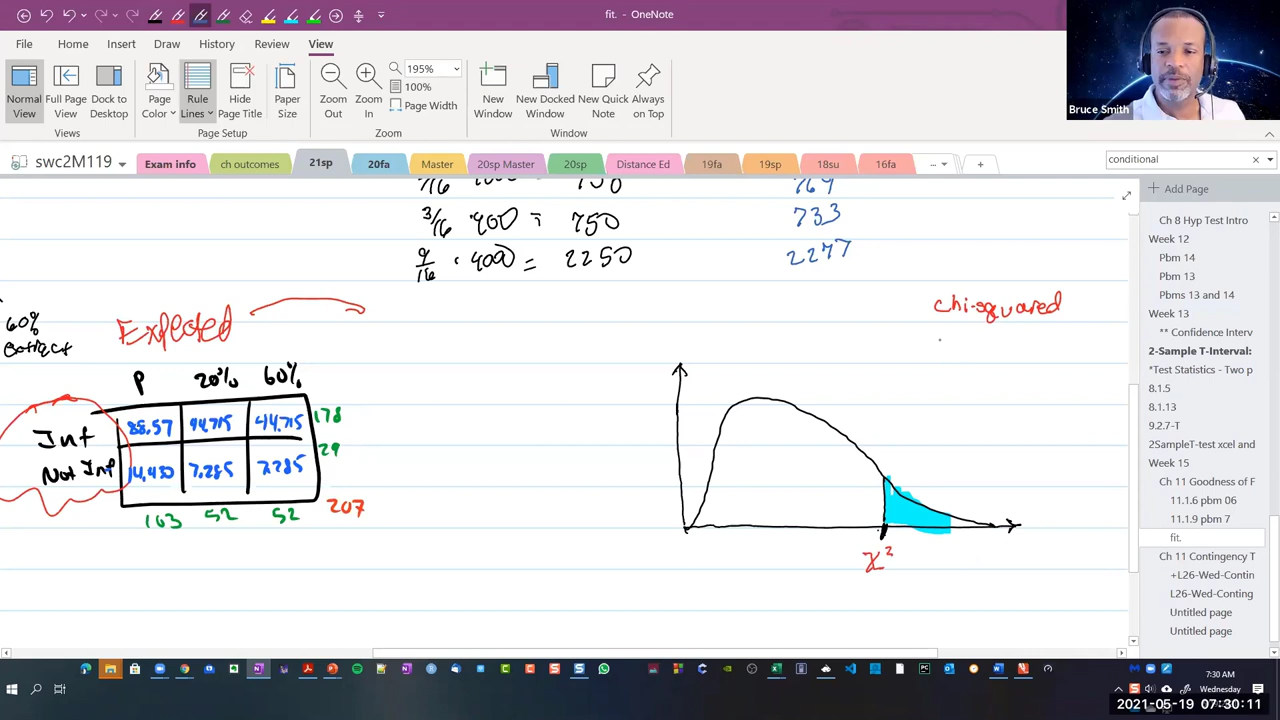 fit. - OneNote
File Home Insert Draw History Review View
Normal View
Full Page View
Dock to Desktop
Views
Page Color
Rule Lines
Hide Page Title
Paper Size
Page Setup
Zoom Out
Zoom In
195%
100%
Page Width
Zoom
New Window
New Docked Window
New Quick Note
Always on Top
Window
Bruce Smith
swc2M119
Exam info ch outcomes 21sp 20fa Master 20sp Master 20sp Distance Ed 19fa 19sp 18su 16fa
conditional
Add Page
Ch 8 Hyp Test Intro
Week 12
Pbm 14
Pbm 13
Pbms 13 and 14
Week 13
** Confidence Interv
2-Sample T-Interval:
*Test Statistics - Two p
8.1.5
8.1.13
9.2.7-T
2SampleT-test xcel and
Week 15
Ch 11 Goodness of F
11.1.6 pbm 06
11.1.9 pbm 7
fit.
Ch 11 Contingency T
+L26-Wed-Contin
L26-Wed-Conting
Untitled page
Untitled page
750 769
3/16 · 400 = 750 733
9/16 · 4000 = 2250 2277
60%
Expected
chi-squared
P 20% 60%
Inf 88.57 44.715 44.715 178
Not Inf 14.430 7.285 7.285 29
103 52 52 207
χ²
7:30 AM
Wednesday
2021-05-19 07:30:11